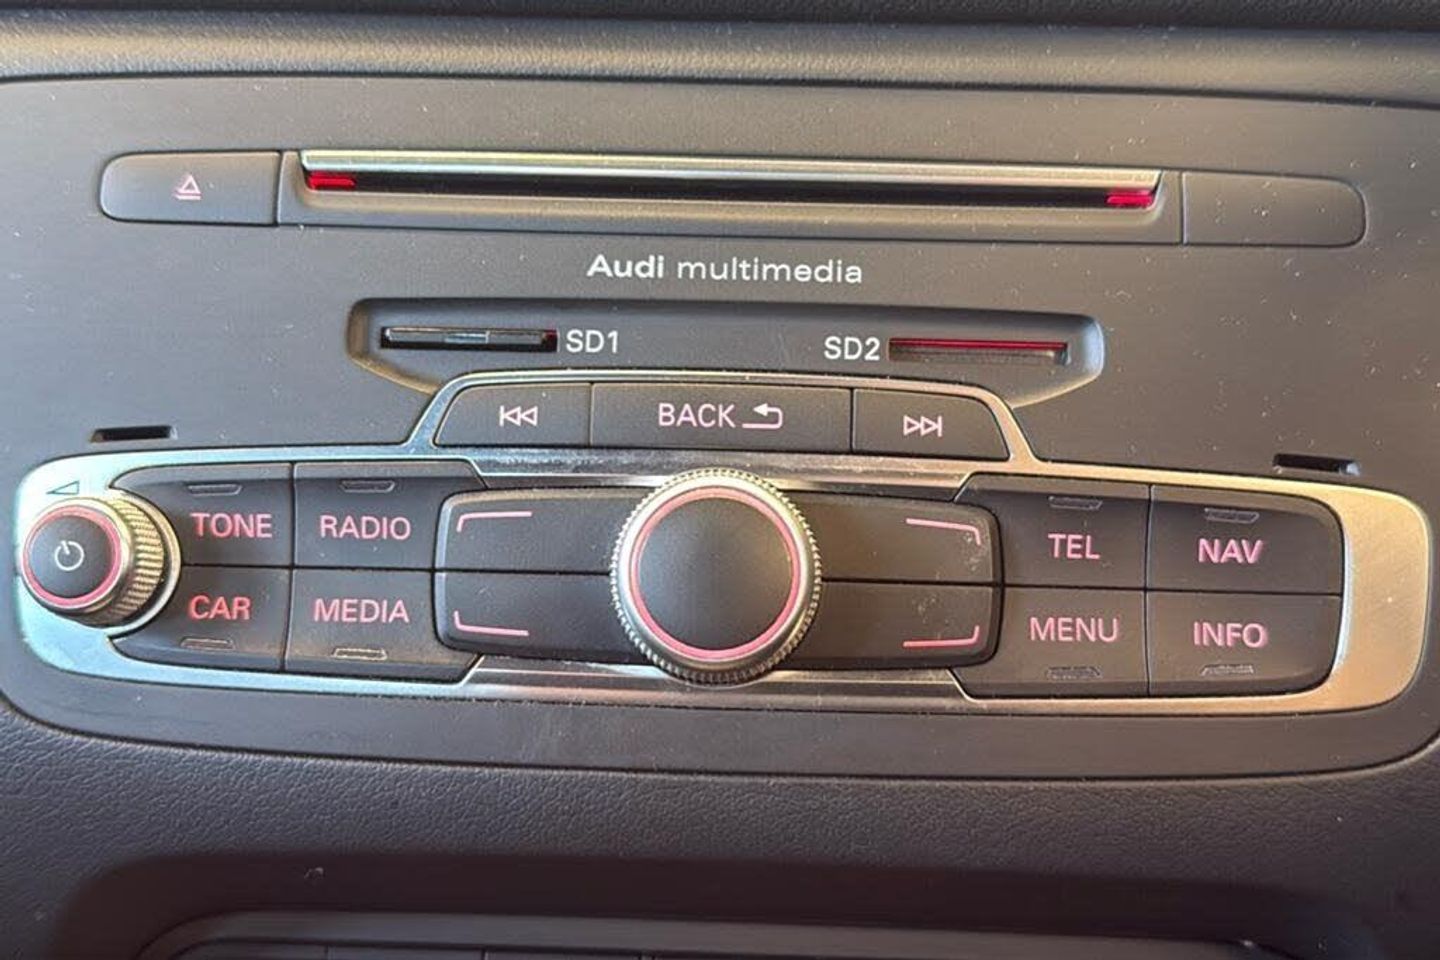 Audi multimedia
SD1
SD2
BACK
TONE
RADIO
TEL
NAV
CAR
MEDIA
MENU
INFO